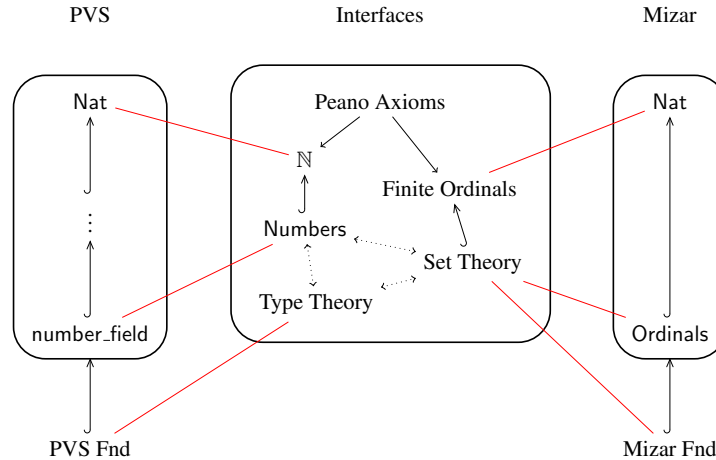 PVS
Interfaces
Mizar
Nat
Peano Axioms
Nat
ℕ
Finite Ordinals
⋮
Numbers
Set Theory
Type Theory
number_field
Ordinals
PVS Fnd
Mizar Fnd